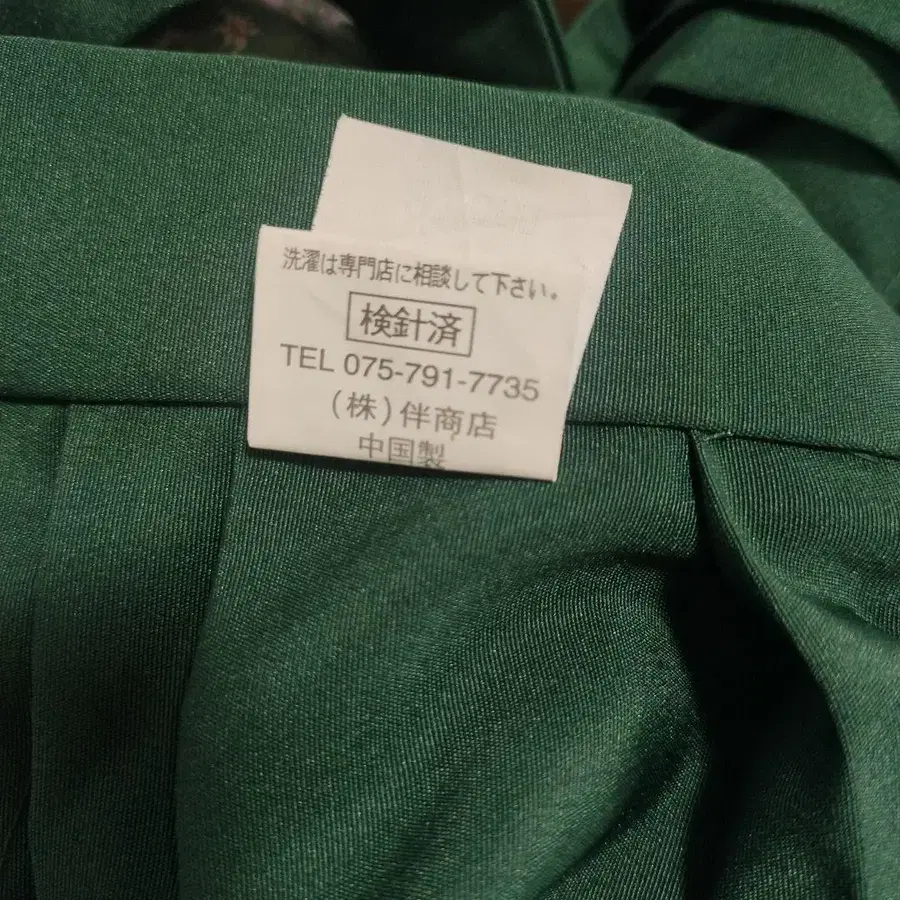 洗濯は専門店に相談して下さい。
検針済
TEL 075-791-7735
(株)伴商店
中国製